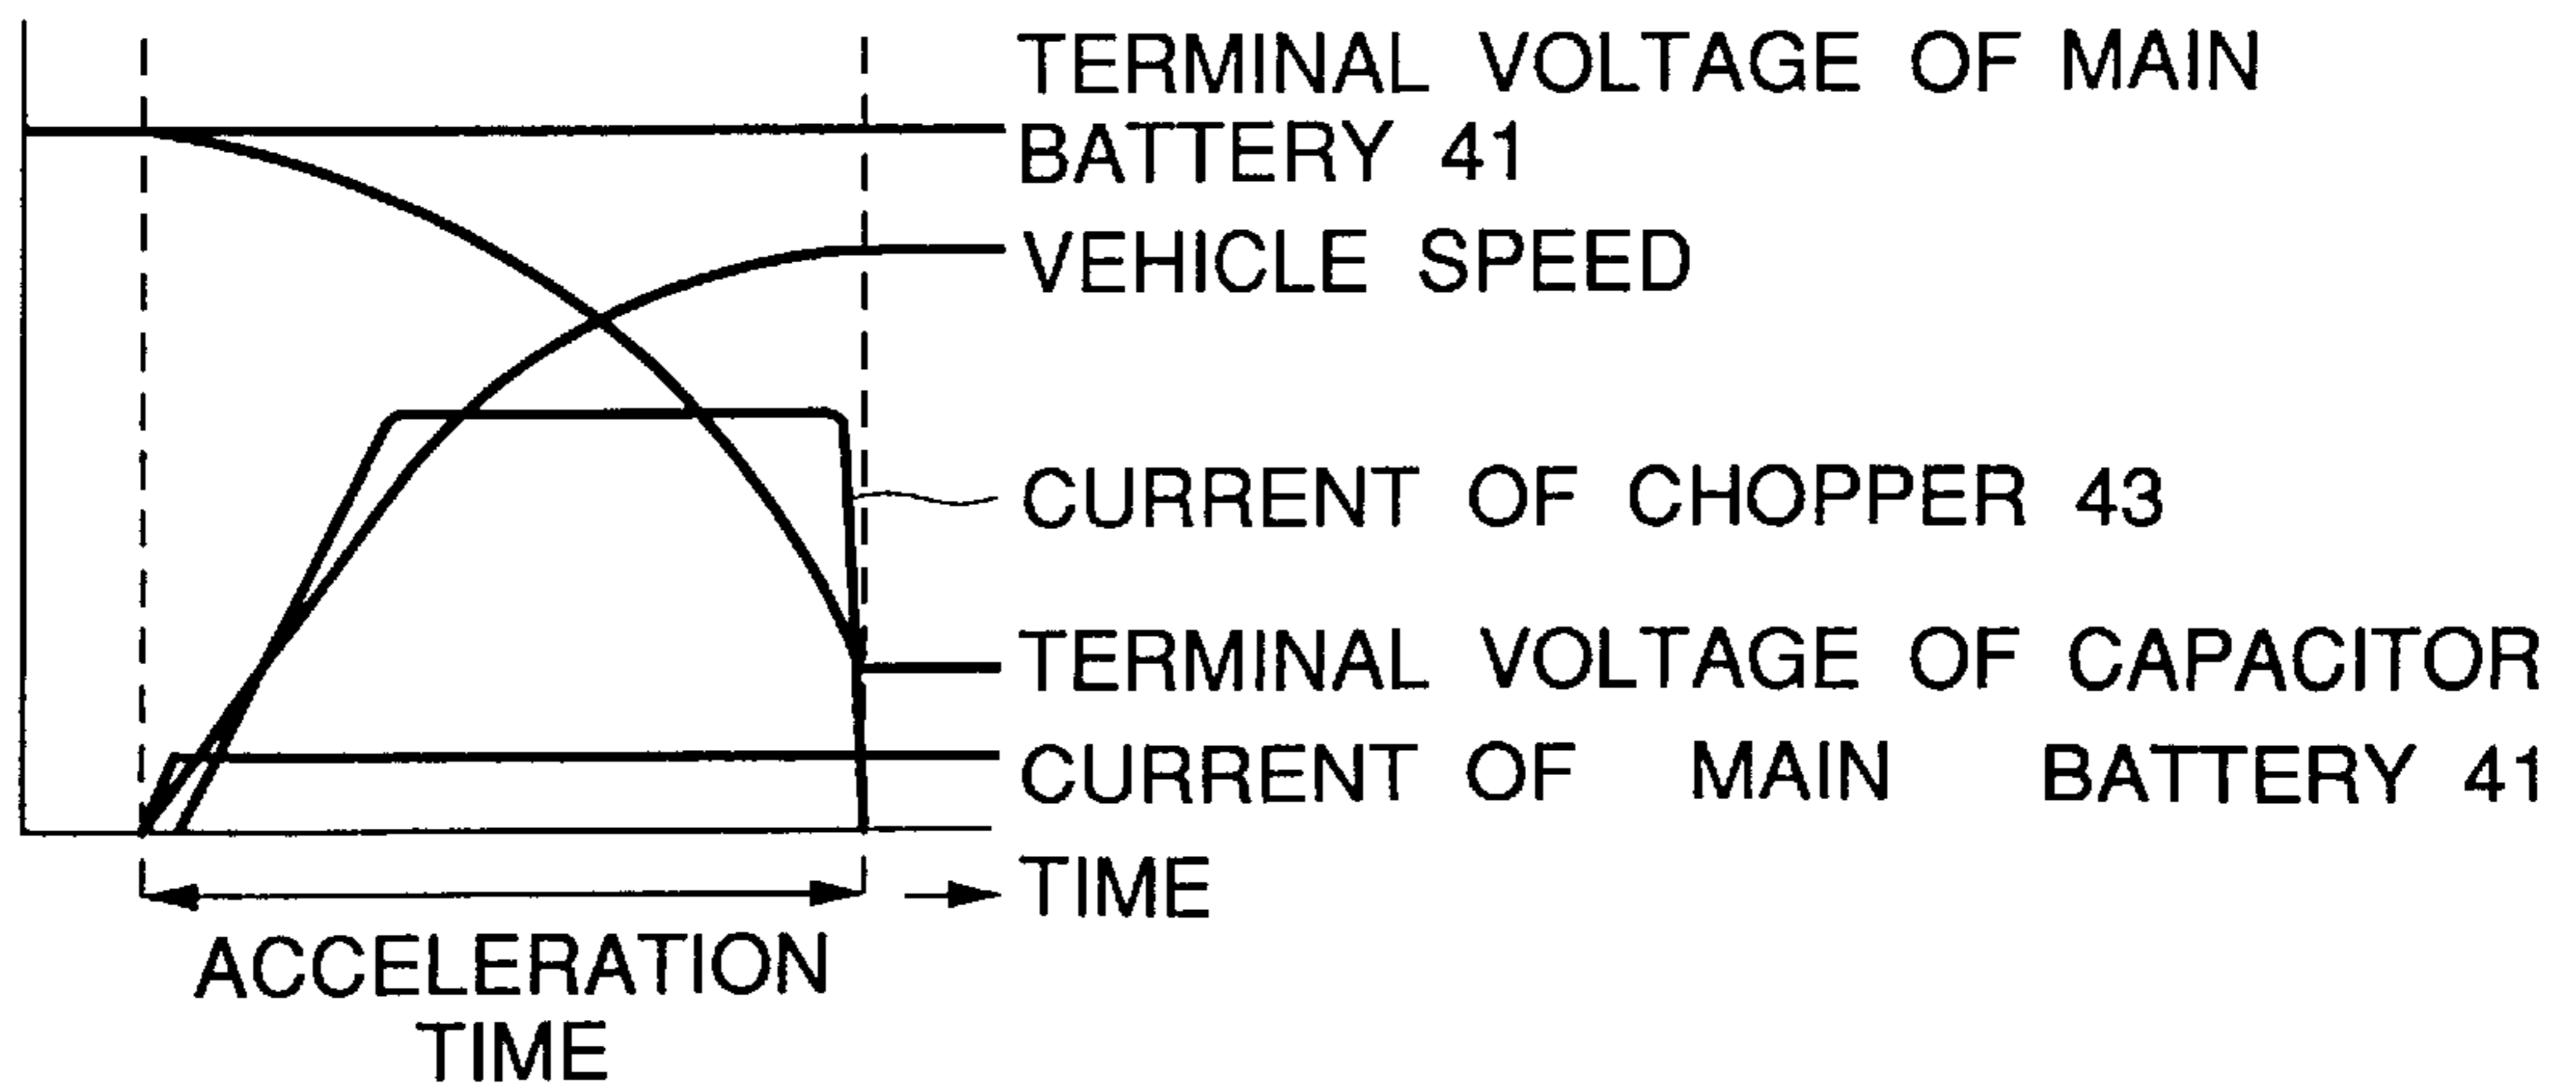 TERMINAL VOLTAGE OF MAIN
BATTERY 41
VEHICLE SPEED
CURRENT OF CHOPPER 43
TERMINAL VOLTAGE OF CAPACITOR
CURRENT OF MAIN BATTERY 41
TIME
ACCELERATION
TIME